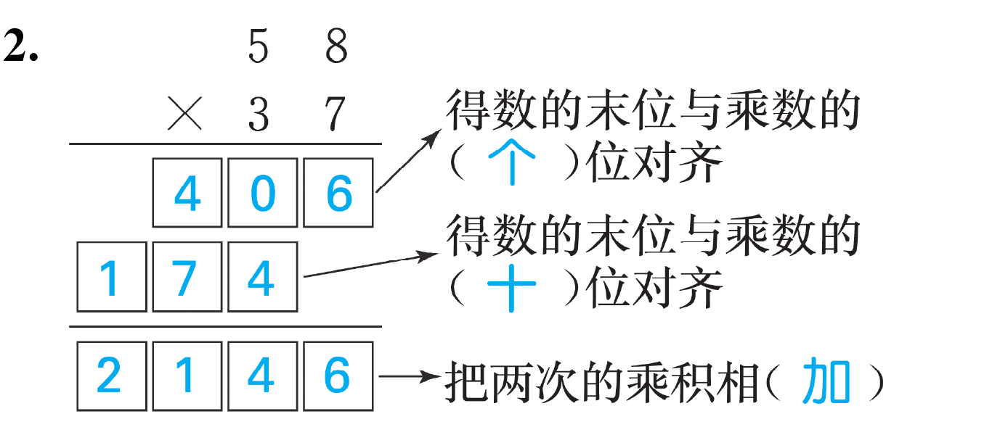 2. 5 8
× 3 7
得数的末位与乘数的
4 0 6 (个)位对齐
得数的末位与乘数的
1 7 4 (十)位对齐
2 1 4 6 把两次的乘积相(加)